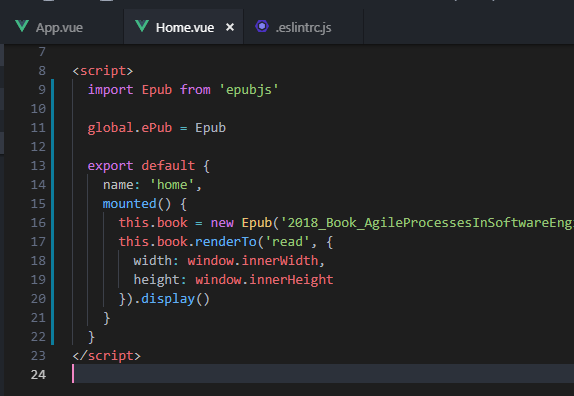 App.vue Home.vue × .eslintrc.js
7
8 <script>
9 import Epub from 'epubjs'
10
11 global.ePub = Epub
12
13 export default {
14 name: 'home',
15 mounted() {
16 this.book = new Epub('2018_Book_AgileProcessesInSoftwareEngi
17 this.book.renderTo('read', {
18 width: window.innerWidth,
19 height: window.innerHeight
20 }).display()
21 }
22 }
23 </script>
24